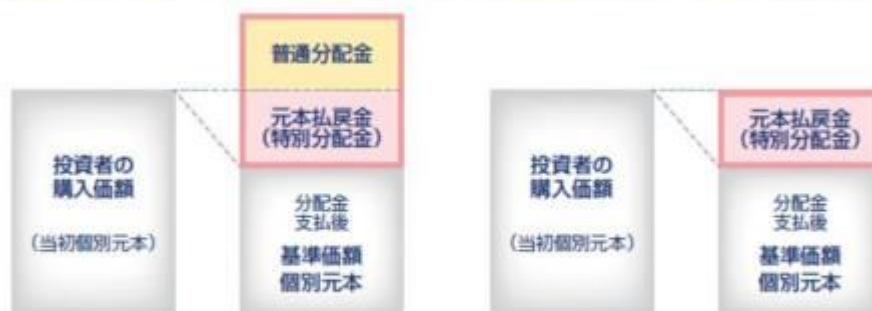 普通分配金
元本払戻金
（特別分配金）
投資者の
購入価額
（当初個別元本）
分配金
支払後
基準価額
個別元本
元本払戻金
（特別分配金）
投資者の
購入価額
（当初個別元本）
分配金
支払後
基準価額
個別元本